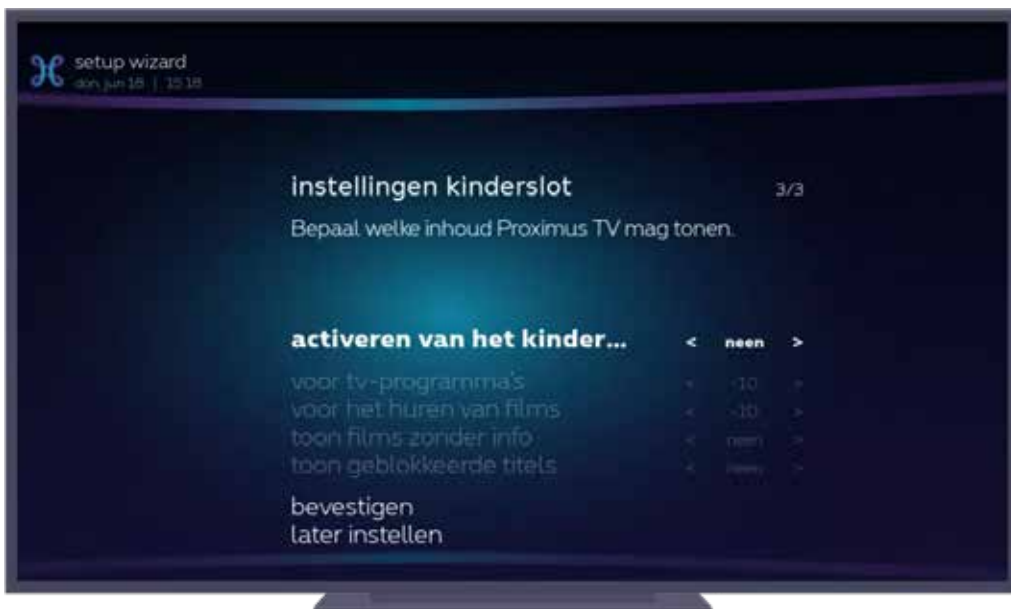 setup wizard
don, jun 18 | 15:18
instellingen kinderslot 3/3
Bepaal welke inhoud Proximus TV mag tonen.
activeren van het kinder... < neen >
voor tv-programma's < -10 >
voor het huren van films < -10 >
toon films zonder info < neen >
toon geblokkeerde titels < neen >
bevestigen
later instellen